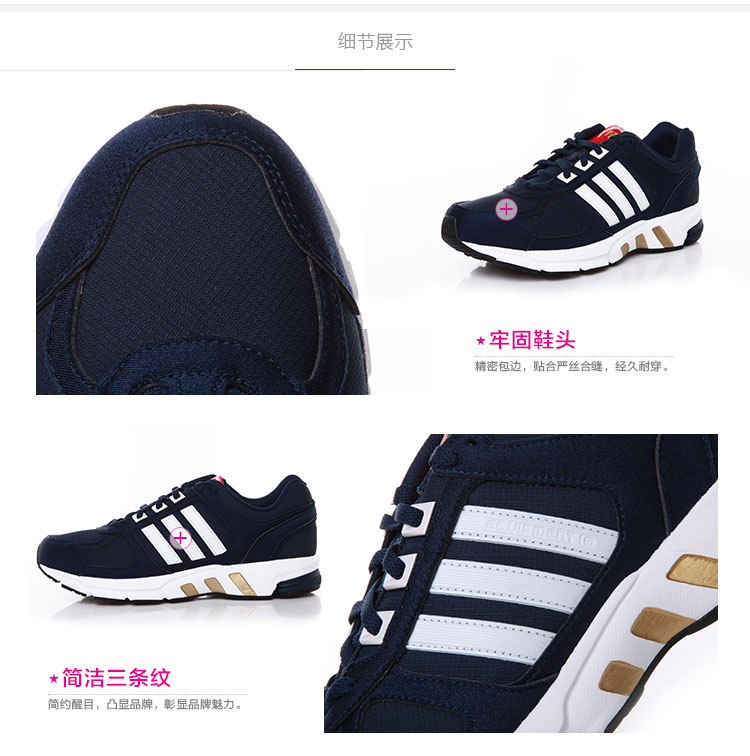 细节展示
★牢固鞋头
精密包边，贴合严丝合缝，经久耐穿。
★简洁三条纹
简约醒目，凸显品牌，彰显品牌魅力。